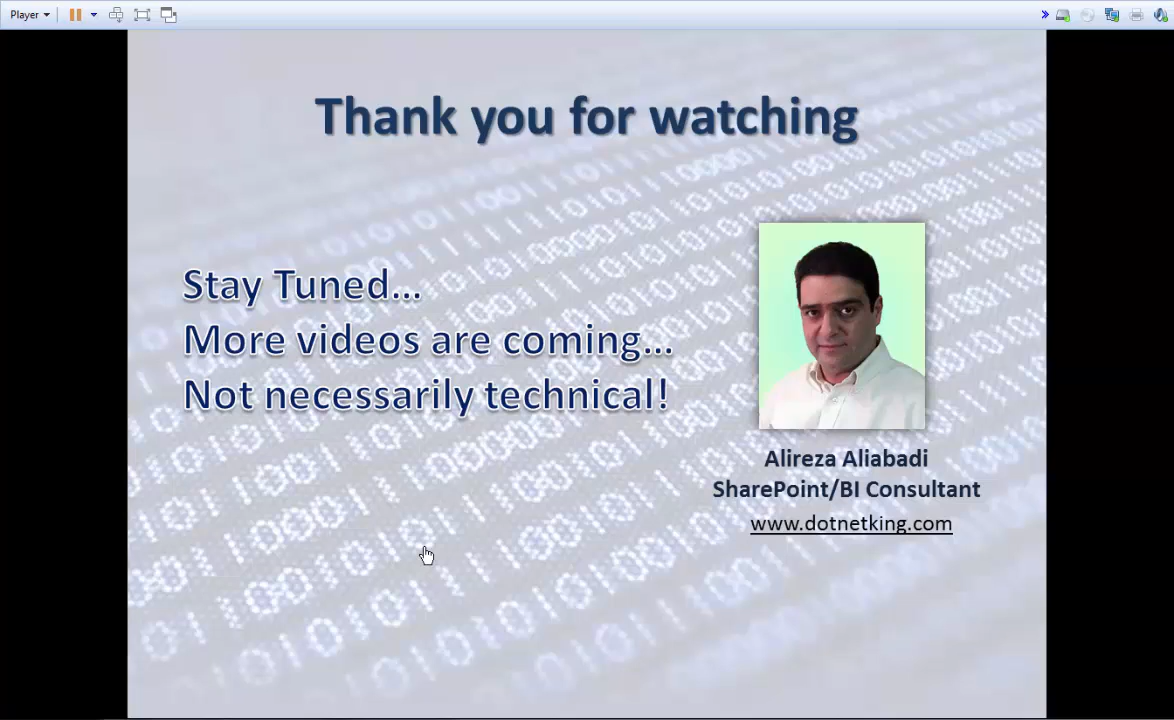 Player
Thank you for watching
Stay Tuned...
More videos are coming...
Not necessarily technical!
Alireza Aliabadi
SharePoint/BI Consultant
www.dotnetking.com